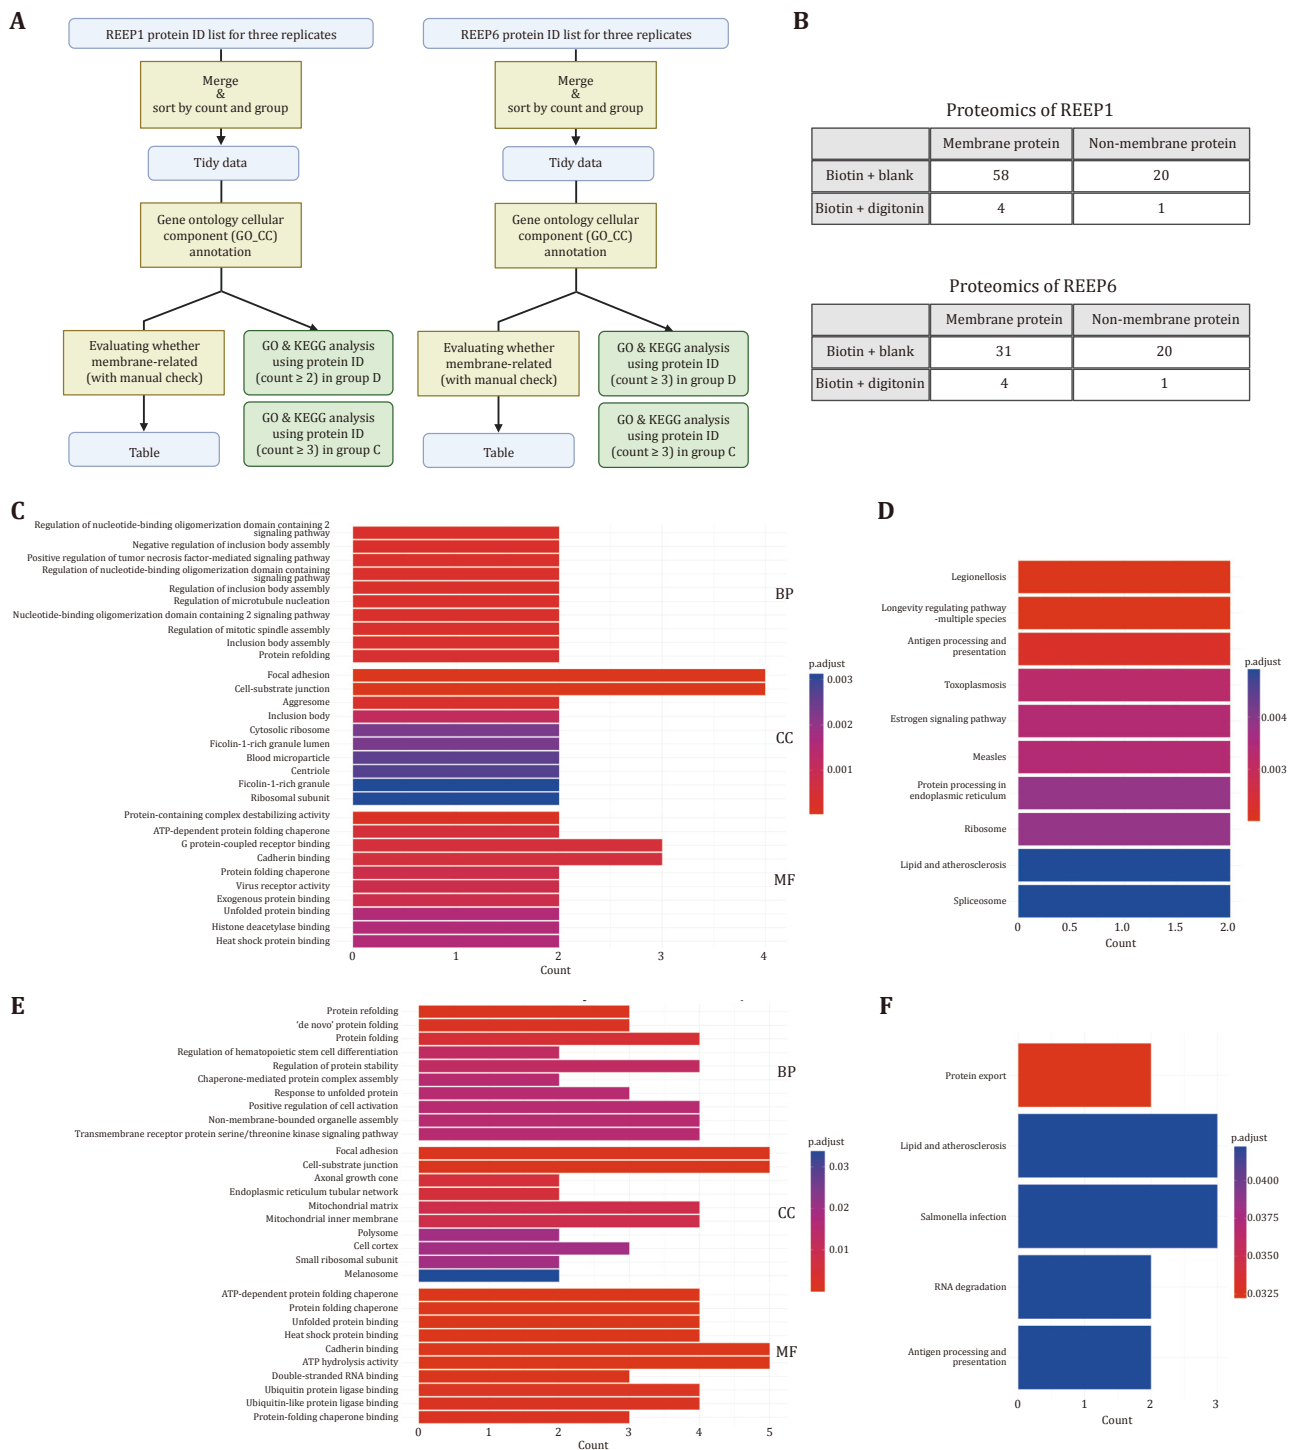 A
REEP1 protein ID list for three replicates
Merge
&
sort by count and group
Tidy data
Gene ontology cellular
component (GO_CC)
annotation
Evaluating whether
membrane-related
(with manual check)
Table
GO & KEGG analysis
using protein ID
(count ≥ 2) in group D
GO & KEGG analysis
using protein ID
(count ≥ 3) in group C
REEP6 protein ID list for three replicates
Merge
&
sort by count and group
Tidy data
Gene ontology cellular
component (GO_CC)
annotation
Evaluating whether
membrane-related
(with manual check)
Table
GO & KEGG analysis
using protein ID
(count ≥ 3) in group D
GO & KEGG analysis
using protein ID
(count ≥ 3) in group C
B
Proteomics of REEP1
Membrane protein Non-membrane protein
Biotin + blank 58 20
Biotin + digitonin 4 1
Proteomics of REEP6
Membrane protein Non-membrane protein
Biotin + blank 31 20
Biotin + digitonin 4 1
C
Regulation of nucleotide-binding oligomerization domain containing 2
signaling pathway
Negative regulation of inclusion body assembly
Positive regulation of tumor necrosis factor-mediated signaling pathway
Regulation of nucleotide-binding oligomerization domain containing
signaling pathway
Regulation of inclusion body assembly
Regulation of microtubule nucleation
Nucleotide-binding oligomerization domain containing 2 signaling pathway
Regulation of mitotic spindle assembly
Inclusion body assembly
Protein refolding
BP
Focal adhesion
Cell-substrate junction
Aggresome
Inclusion body
Cytosolic ribosome
Ficolin-1-rich granule lumen
Blood microparticle
Centriole
Ficolin-1-rich granule
Ribosomal subunit
CC
Protein-containing complex destabilizing activity
ATP-dependent protein folding chaperone
G protein-coupled receptor binding
Cadherin binding
Protein folding chaperone
Virus receptor activity
Exogenous protein binding
Unfolded protein binding
Histone deacetylase binding
Heat shock protein binding
MF
0 1 2 3 4
Count
p.adjust
0.003
0.002
0.001
D
Legionellosis
Longevity regulating pathway
-multiple species
Antigen processing and
presentation
Toxoplasmosis
Estrogen signaling pathway
Measles
Protein processing in
endoplasmic reticulum
Ribosome
Lipid and atherosclerosis
Spliceosome
0 0.5 1.0 1.5 2.0
Count
p.adjust
0.004
0.003
E
Protein refolding
'de novo' protein folding
Protein folding
Regulation of hematopoietic stem cell differentiation
Regulation of protein stability
Chaperone-mediated protein complex assembly
Response to unfolded protein
Positive regulation of cell activation
Non-membrane-bounded organelle assembly
Transmembrane receptor protein serine/threonine kinase signaling pathway
BP
Focal adhesion
Cell-substrate junction
Axonal growth cone
Endoplasmic reticulum tubular network
Mitochondrial matrix
Mitochondrial inner membrane
Polysome
Cell cortex
Small ribosomal subunit
Melanosome
CC
ATP-dependent protein folding chaperone
Protein folding chaperone
Unfolded protein binding
Heat shock protein binding
Cadherin binding
ATP hydrolysis activity
Double-stranded RNA binding
Ubiquitin protein ligase binding
Ubiquitin-like protein ligase binding
Protein-folding chaperone binding
MF
0 1 2 3 4 5
Count
p.adjust
0.03
0.02
0.01
F
Protein export
Lipid and atherosclerosis
Salmonella infection
RNA degradation
Antigen processing and
presentation
0 1 2 3
Count
p.adjust
0.0400
0.0375
0.0350
0.0325